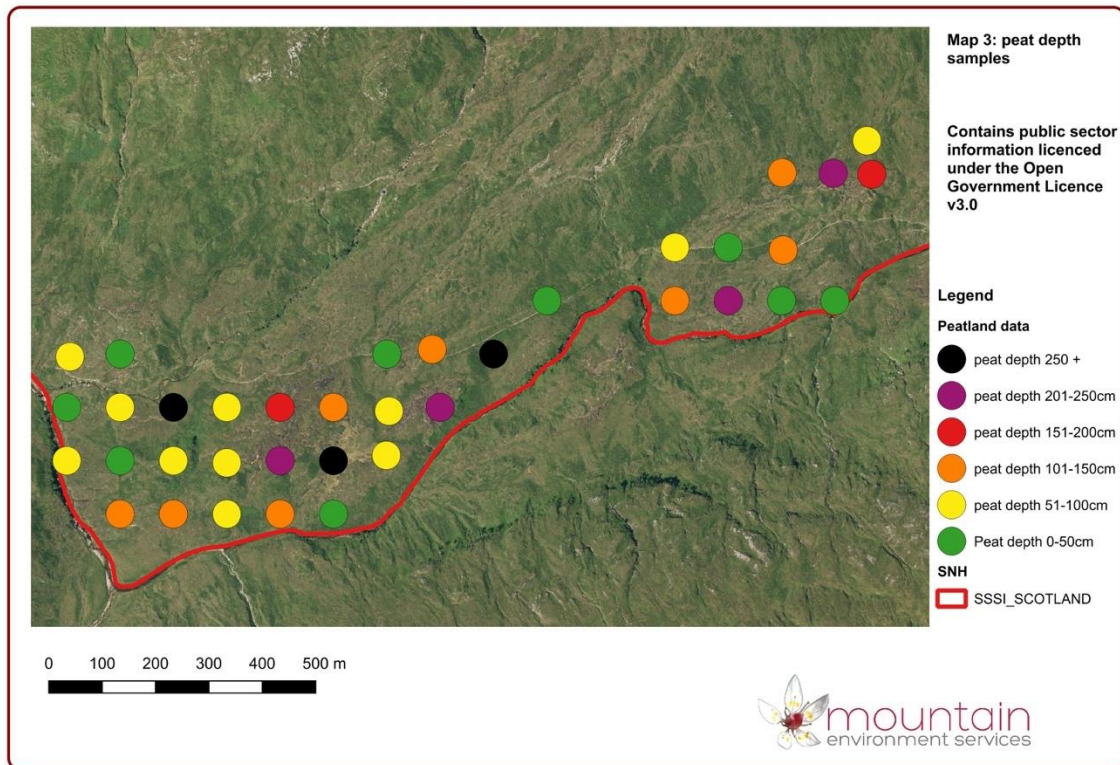 Map 3: peat depth
samples
Contains public sector
information licenced
under the Open
Government Licence
v3.0
Legend
Peatland data
peat depth 250 +
peat depth 201-250cm
peat depth 151-200cm
peat depth 101-150cm
peat depth 51-100cm
Peat depth 0-50cm
SNH
SSSI_SCOTLAND
0 100 200 300 400 500 m
mountain
environment services